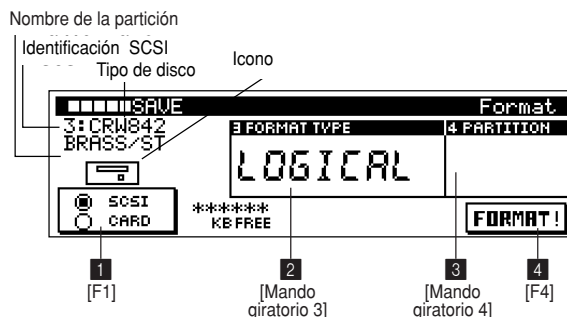 Nombre de la partición
Identificación SCSI
Tipo de disco
Icono
SAVE
Format
3:CRW842
BRASS/ST
3 FORMAT TYPE
4 PARTITION
LOGICAL
SCSI
CARD
******
KB FREE
FORMAT!
1
[F1]
2
[Mando
giratorio 3]
3
[Mando
giratorio 4]
4
[F4]